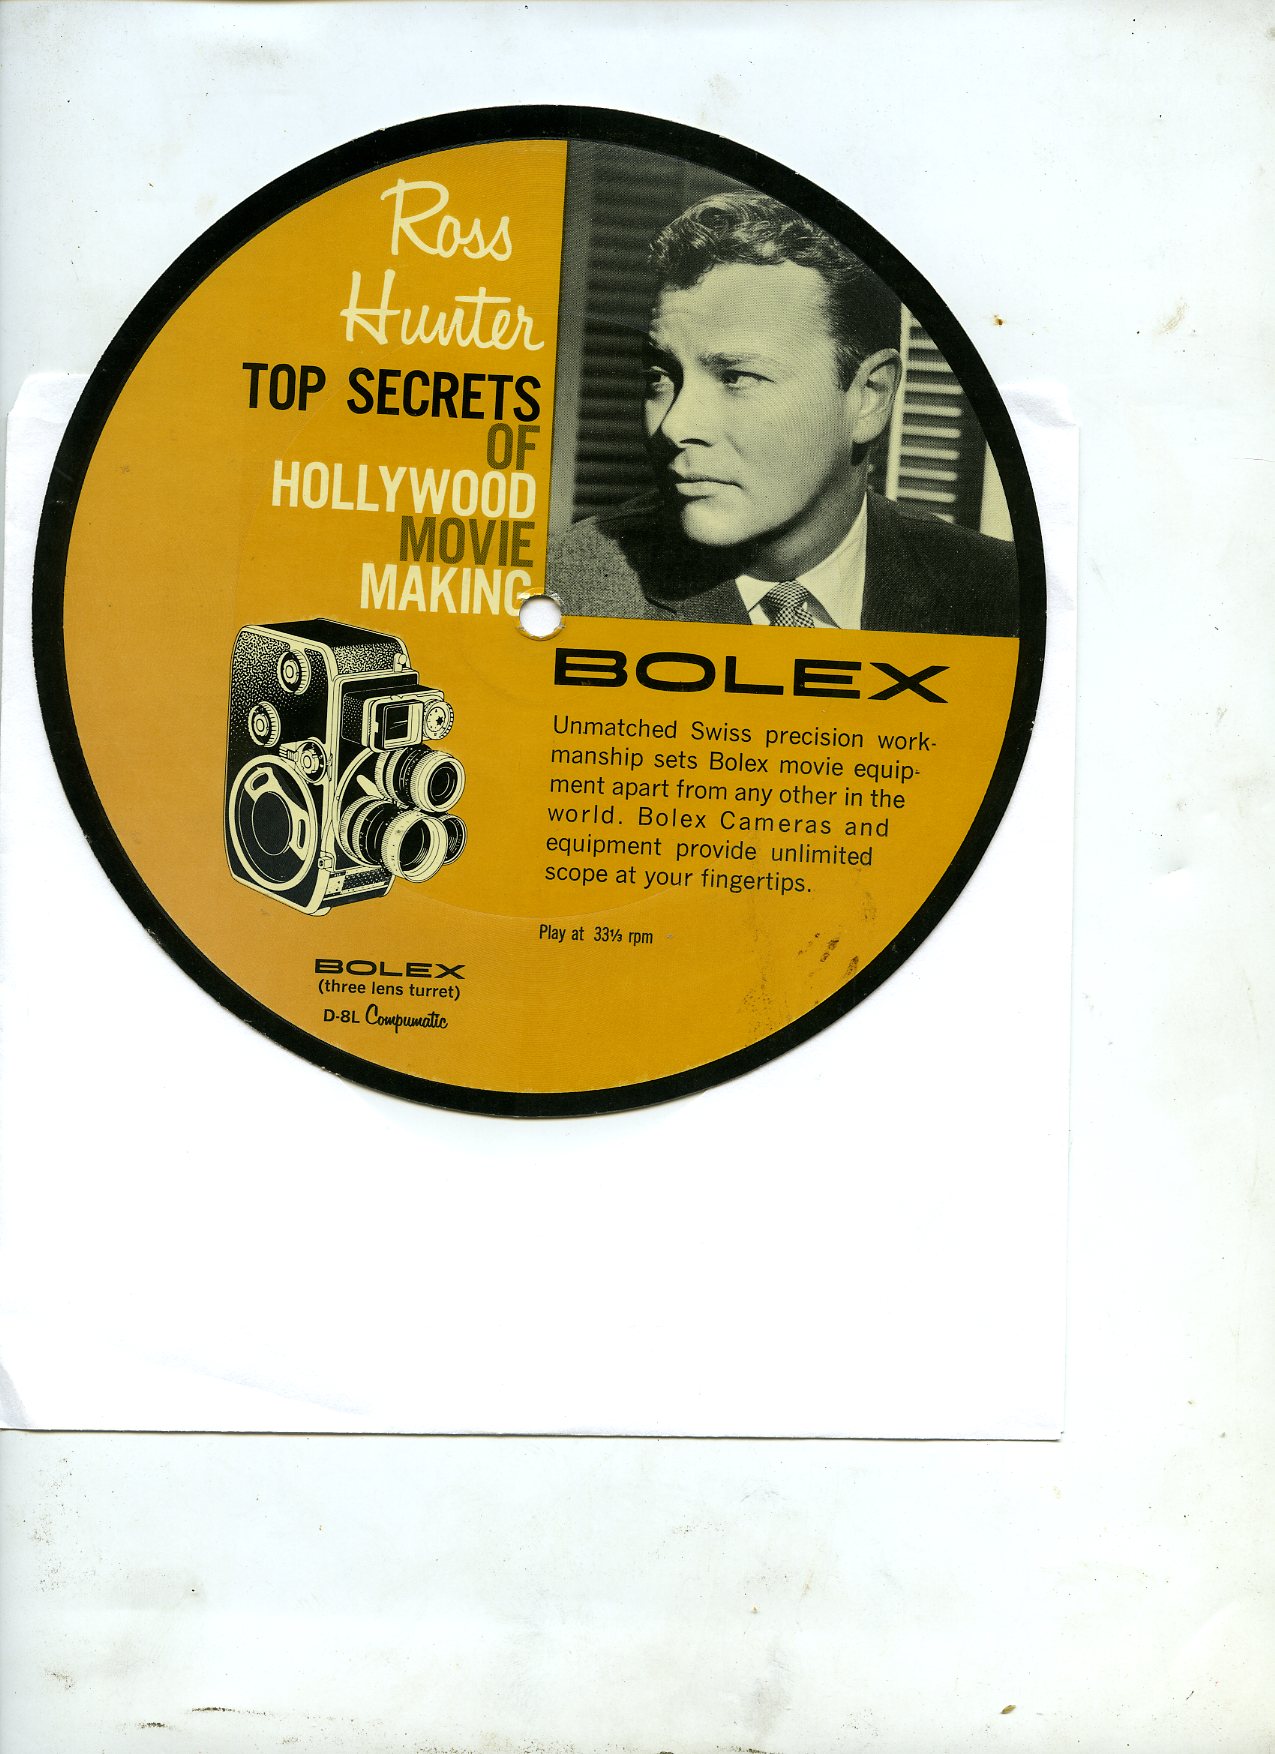 Ross
Hunter
TOP SECRETS
OF
HOLLYWOOD
MOVIE
MAKING
BOLEX
Unmatched Swiss precision work-
manship sets Bolex movie equip-
ment apart from any other in the
world. Bolex Cameras and
equipment provide unlimited
scope at your fingertips.
Play at 33⅓ rpm
BOLEX
(three lens turret)
D-8L Compumatic